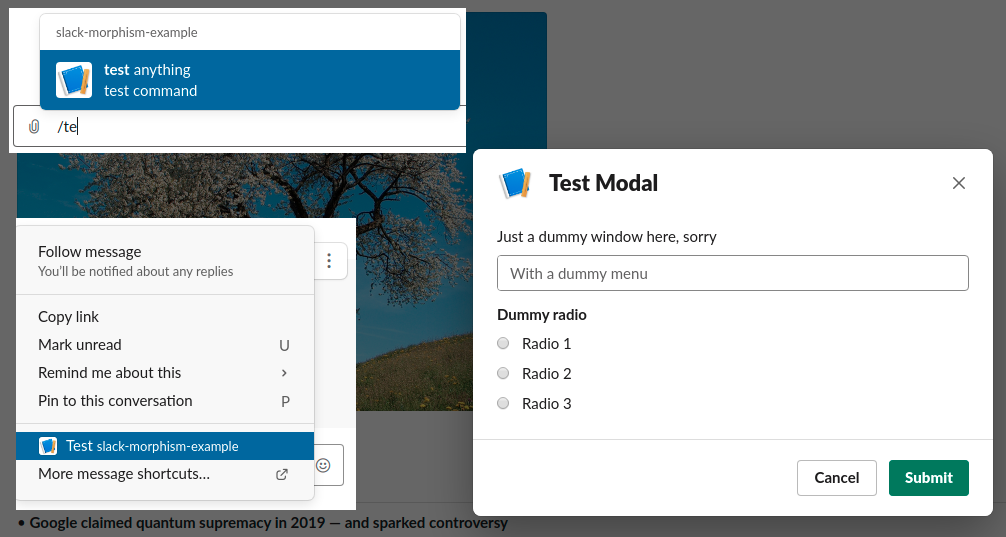 slack-morphism-example
test anything
test command
/te
Follow message
You'll be notified about any replies
Copy link
Mark unread U
Remind me about this
Pin to this conversation P
Test slack-morphism-example
More message shortcuts...
• Google claimed quantum supremacy in 2019 — and sparked controversy
Test Modal
Just a dummy window here, sorry
With a dummy menu
Dummy radio
Radio 1
Radio 2
Radio 3
Cancel Submit